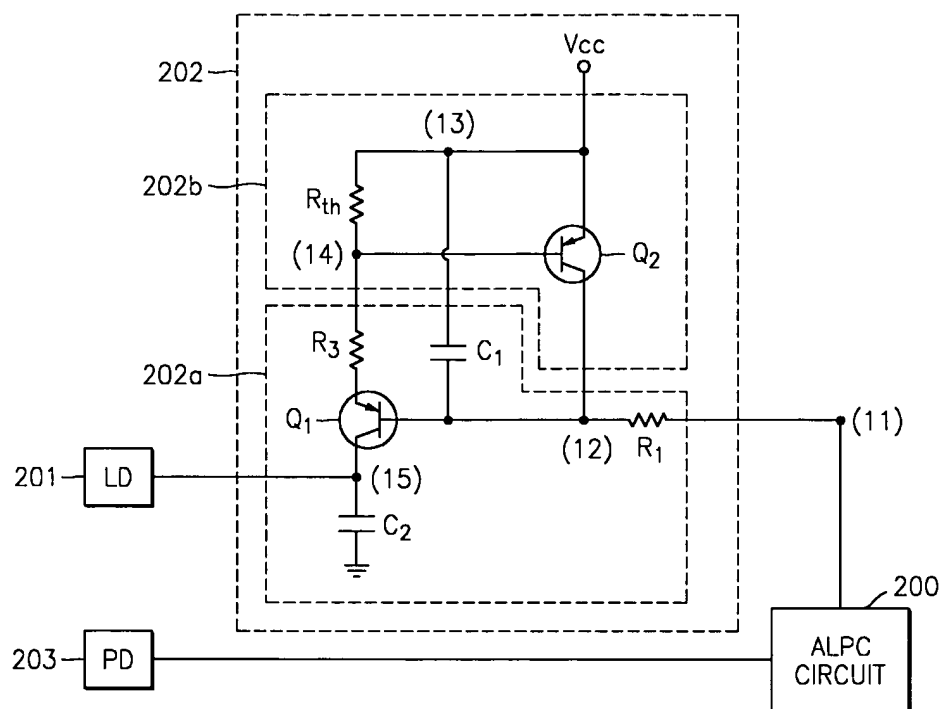 Vcc
202
(13)
202b
Rth
(14)
Q2
R3
C1
202a
Q1
(12)
R1
(11)
201
LD
(15)
C2
200
203
PD
ALPC
CIRCUIT